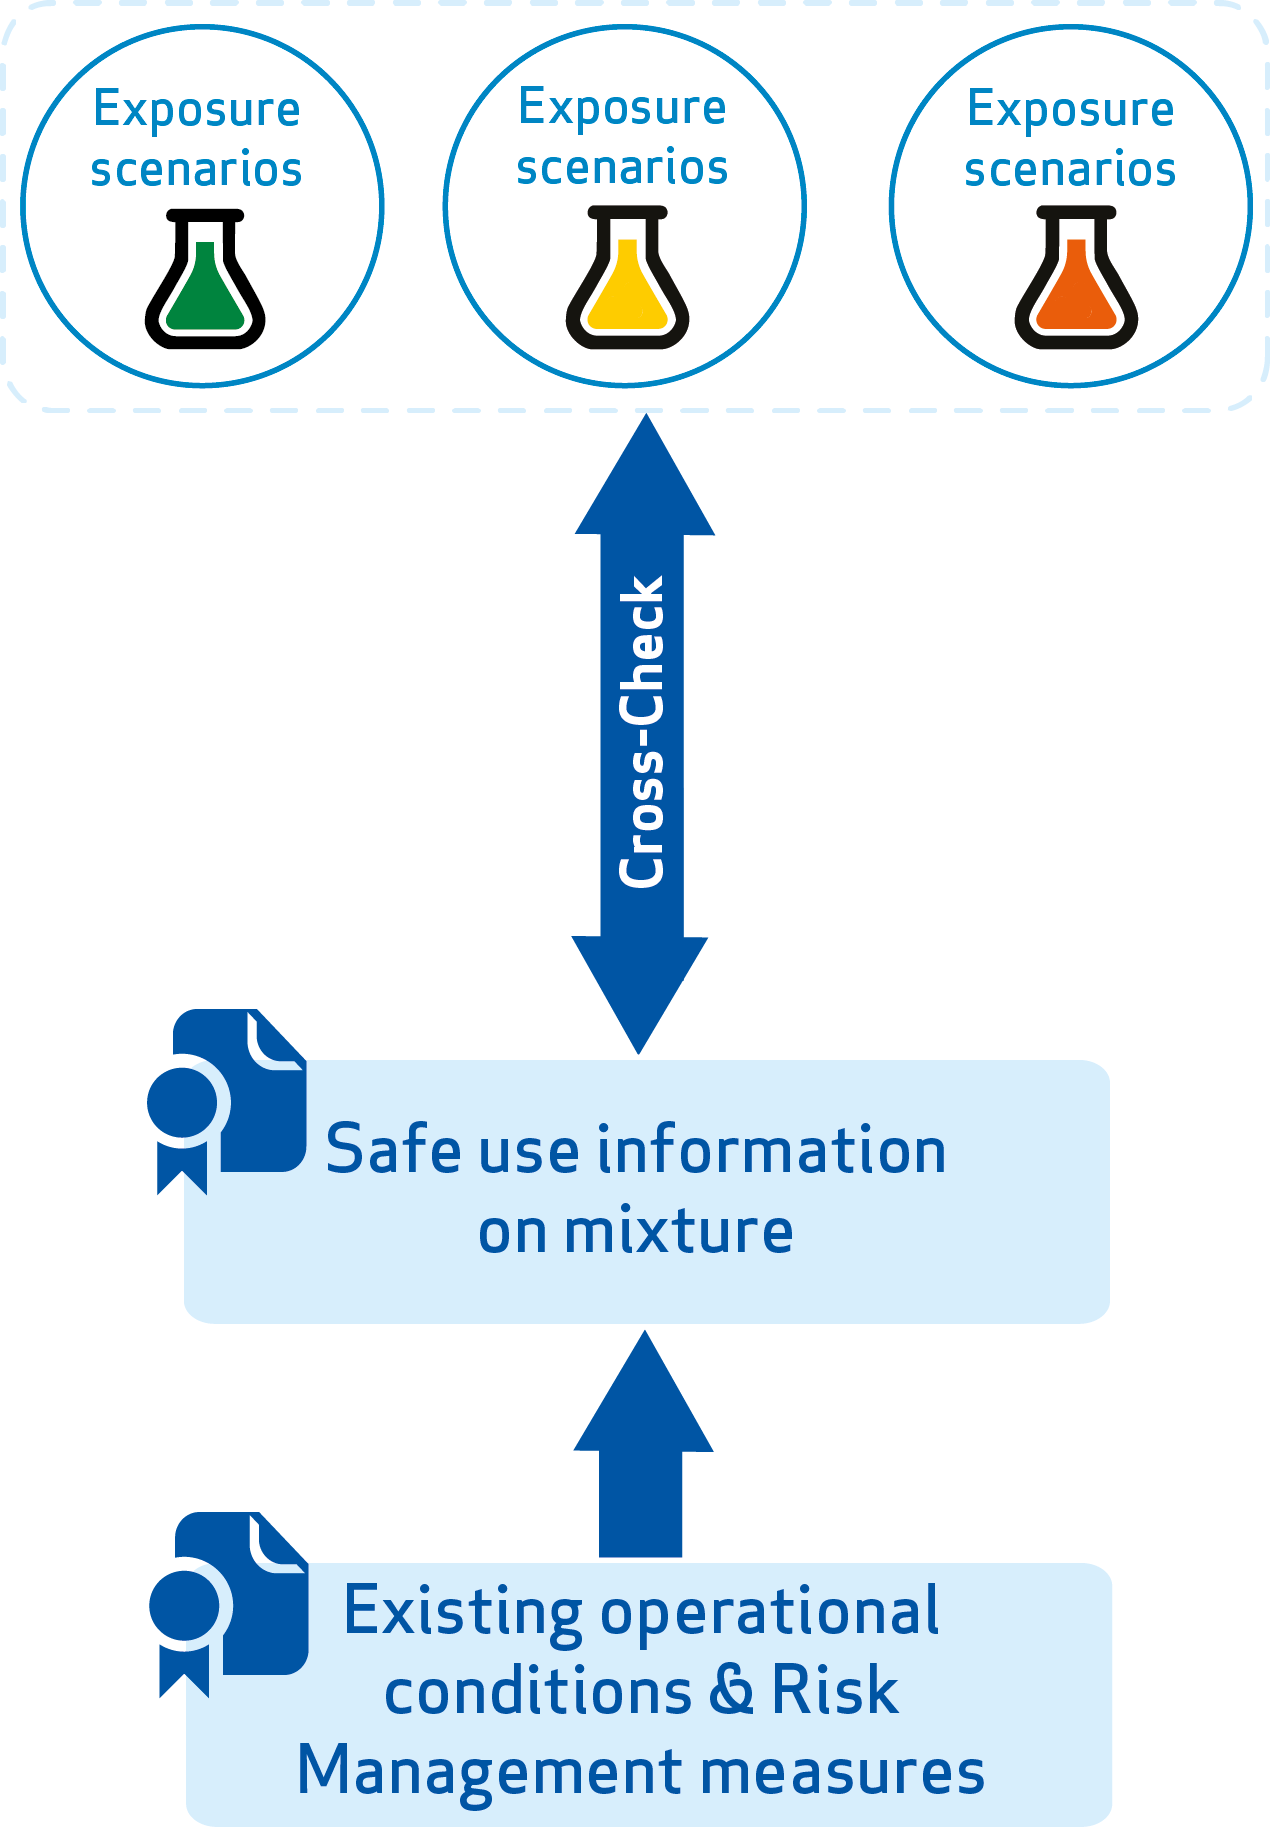 Exposure
scenarios
Exposure
scenarios
Exposure
scenarios
Cross-Check
Safe use information
on mixture
Existing operational
conditions & Risk
Management measures